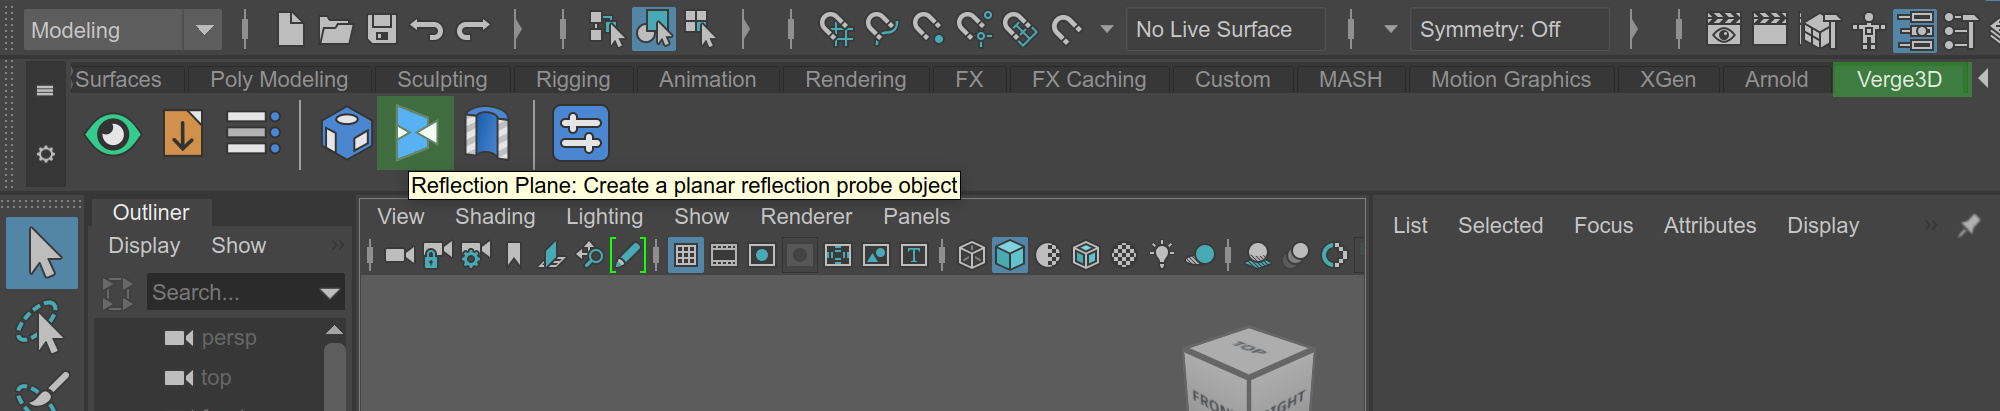 Modeling
No Live Surface
Symmetry: Off
Surfaces Poly Modeling Sculpting Rigging Animation Rendering FX FX Caching Custom MASH Motion Graphics XGen Arnold Verge3D
Reflection Plane: Create a planar reflection probe object
Outliner
Display Show
Search...
persp
top
View Shading Lighting Show Renderer Panels
TOP
RIGHT
List Selected Focus Attributes Display